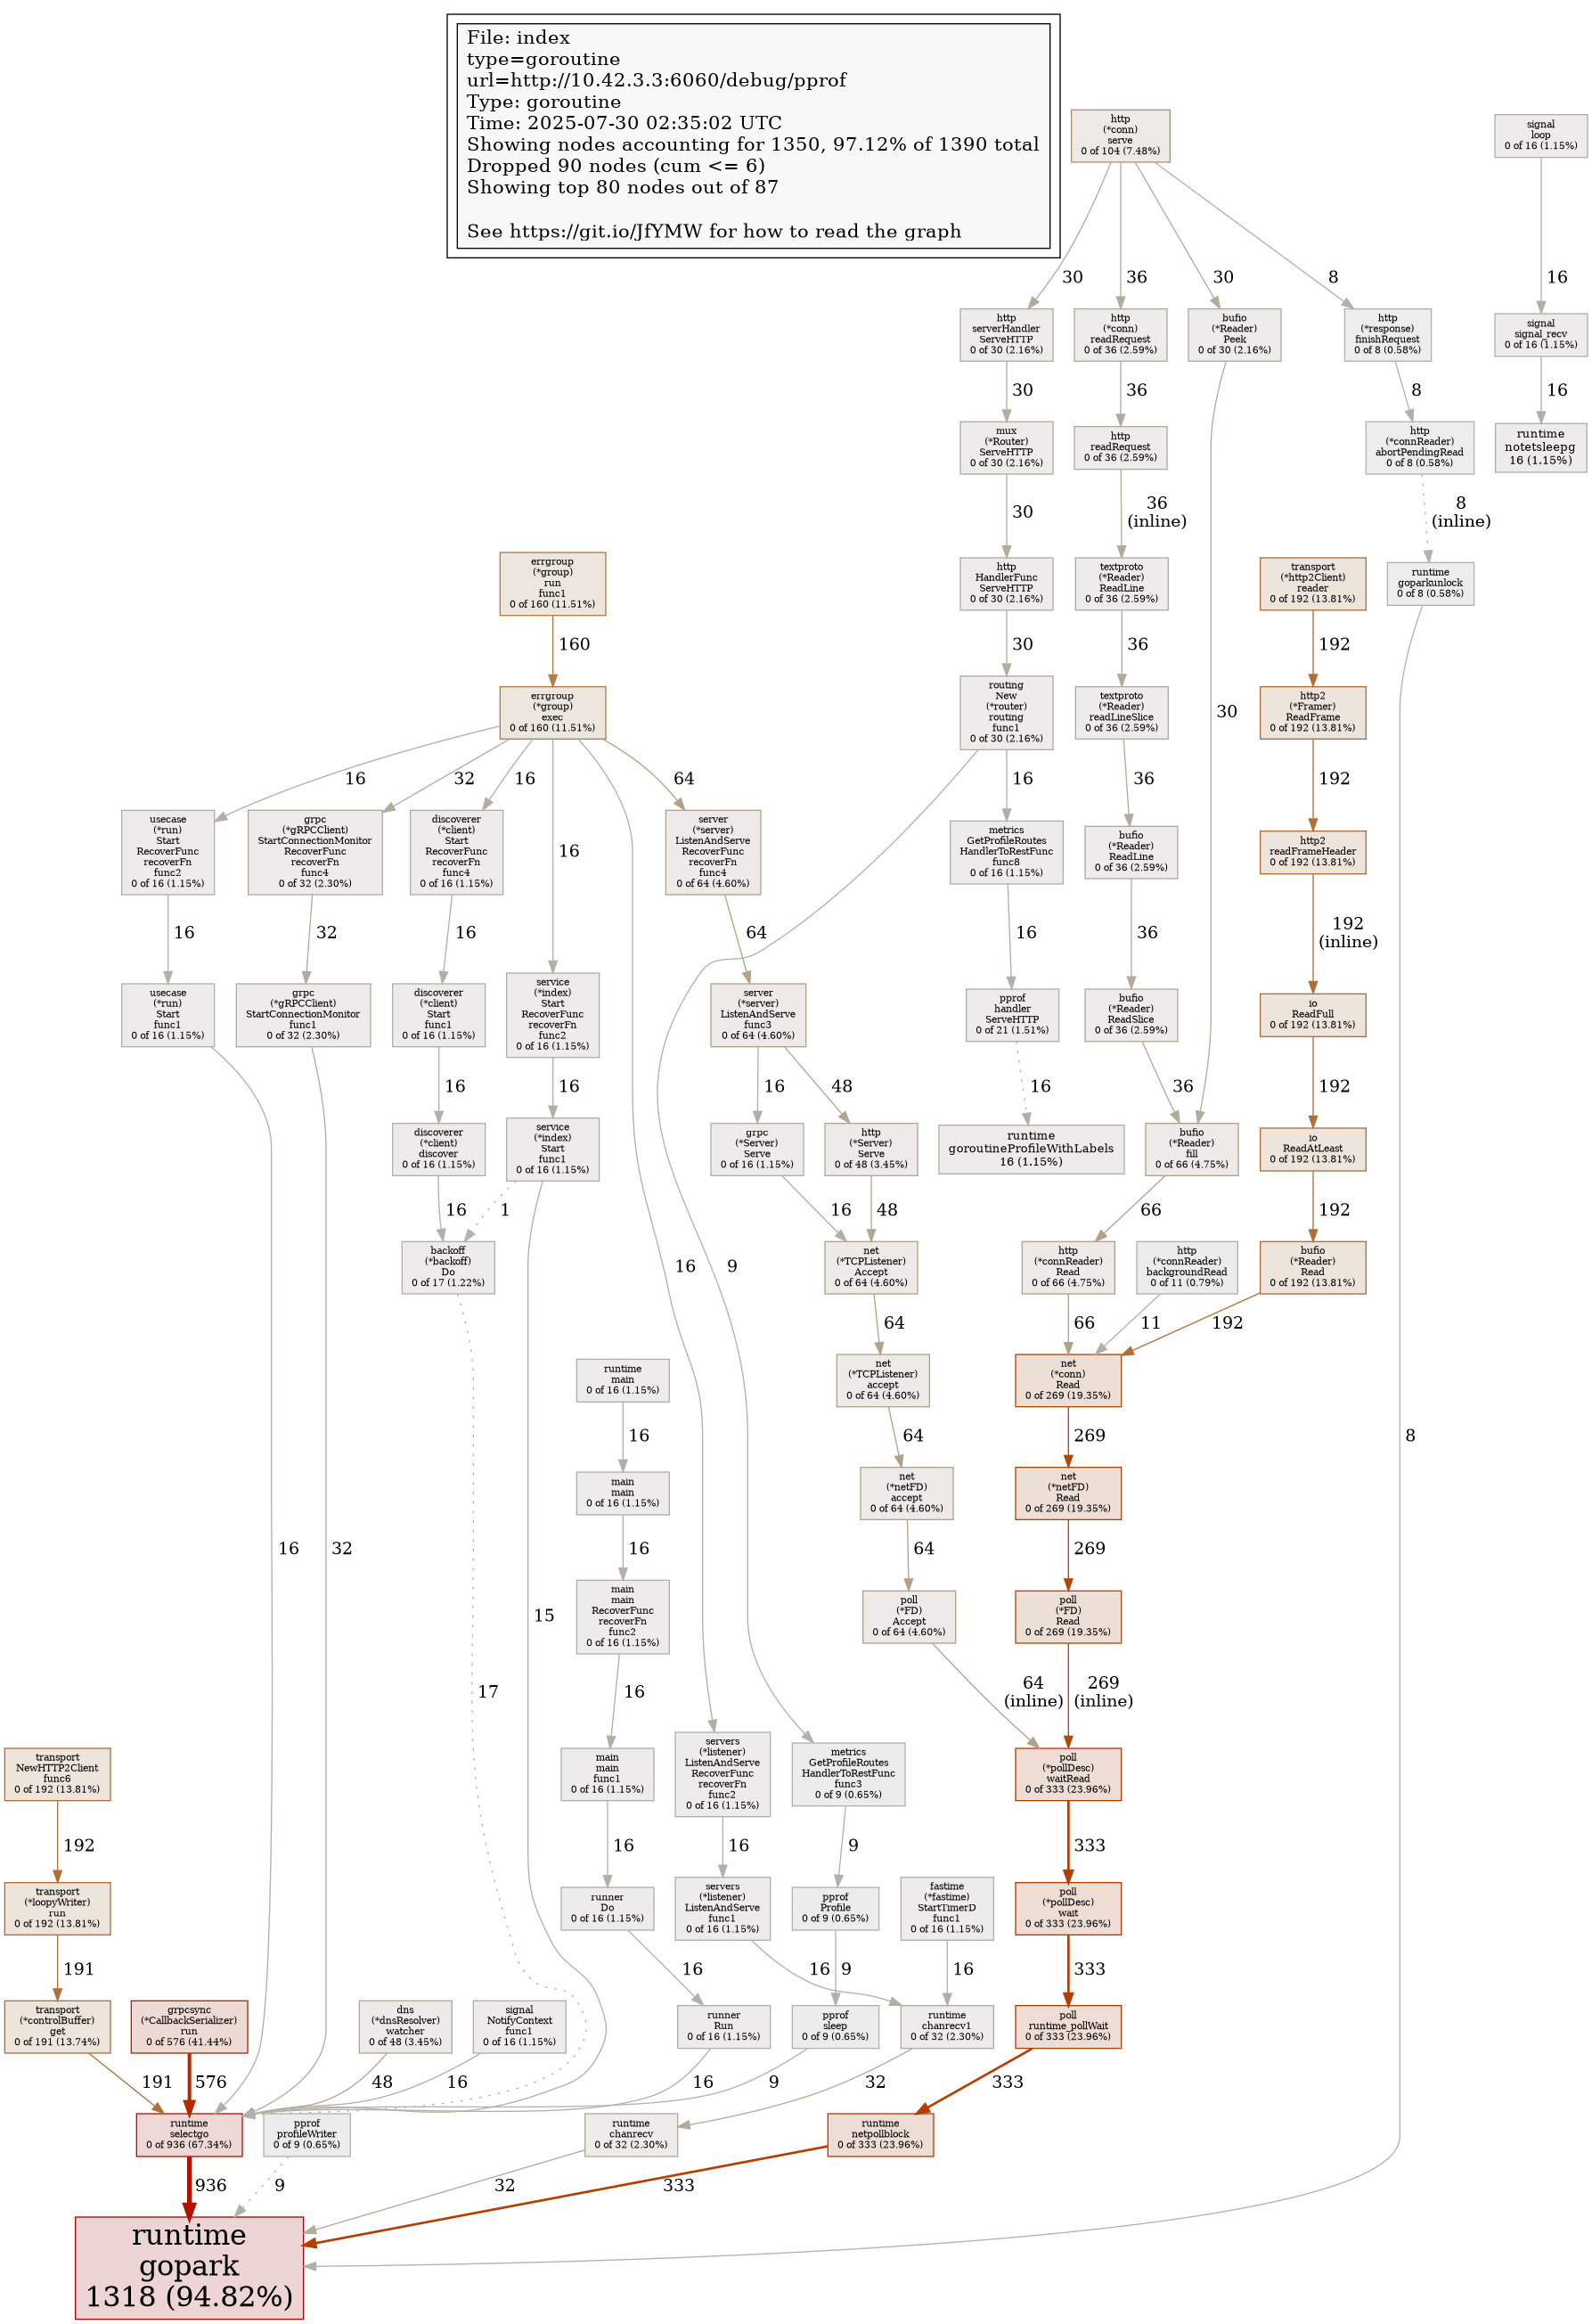 File: index
type=goroutine
url=http://10.42.3.3:6060/debug/pprof
Type: goroutine
Time: 2025-07-30 02:35:02 UTC
Showing nodes accounting for 1350, 97.12% of 1390 total
Dropped 90 nodes (cum <= 6)
Showing top 80 nodes out of 87
See https://git.io/JfYMW for how to read the graph
http
(*conn)
serve
0 of 104 (7.48%)
signal
loop
0 of 16 (1.15%)
30
36
30
8
16
http
serverHandler
ServeHTTP
0 of 30 (2.16%)
http
(*conn)
readRequest
0 of 36 (2.59%)
bufio
(*Reader)
Peek
0 of 30 (2.16%)
http
(*response)
finishRequest
0 of 8 (0.58%)
signal
signal_recv
0 of 16 (1.15%)
30
36
8
16
mux
(*Router)
ServeHTTP
0 of 30 (2.16%)
http
readRequest
0 of 36 (2.59%)
http
(*connReader)
abortPendingRead
0 of 8 (0.58%)
runtime
notetsleepg
16 (1.15%)
30
36
(inline)
8
(inline)
errgroup
(*group)
run
func1
0 of 160 (11.51%)
http
HandlerFunc
ServeHTTP
0 of 30 (2.16%)
textproto
(*Reader)
ReadLine
0 of 36 (2.59%)
transport
(*http2Client)
reader
0 of 192 (13.81%)
runtime
goparkunlock
0 of 8 (0.58%)
160
30
36
192
errgroup
(*group)
exec
0 of 160 (11.51%)
routing
New
(*router)
routing
func1
0 of 30 (2.16%)
textproto
(*Reader)
readLineSlice
0 of 36 (2.59%)
30
http2
(*Framer)
ReadFrame
0 of 192 (13.81%)
16
32
16
16
64
16
36
192
usecase
(*run)
Start
RecoverFunc
recoverFn
func2
0 of 16 (1.15%)
grpc
(*gRPCClient)
StartConnectionMonitor
RecoverFunc
recoverFn
func4
0 of 32 (2.30%)
discoverer
(*client)
Start
RecoverFunc
recoverFn
func4
0 of 16 (1.15%)
server
(*server)
ListenAndServe
RecoverFunc
recoverFn
func4
0 of 64 (4.60%)
metrics
GetProfileRoutes
HandlerToRestFunc
func8
0 of 16 (1.15%)
bufio
(*Reader)
ReadLine
0 of 36 (2.59%)
http2
readFrameHeader
0 of 192 (13.81%)
16
32
16
64
16
36
192
(inline)
usecase
(*run)
Start
func1
0 of 16 (1.15%)
grpc
(*gRPCClient)
StartConnectionMonitor
func1
0 of 32 (2.30%)
discoverer
(*client)
Start
func1
0 of 16 (1.15%)
service
(*index)
Start
RecoverFunc
recoverFn
func2
0 of 16 (1.15%)
server
(*server)
ListenAndServe
func3
0 of 64 (4.60%)
pprof
handler
ServeHTTP
0 of 21 (1.51%)
bufio
(*Reader)
ReadSlice
0 of 36 (2.59%)
io
ReadFull
0 of 192 (13.81%)
16
16
16
48
16
36
192
discoverer
(*client)
discover
0 of 16 (1.15%)
service
(*index)
Start
func1
0 of 16 (1.15%)
grpc
(*Server)
Serve
0 of 16 (1.15%)
http
(*Server)
Serve
0 of 48 (3.45%)
runtime
goroutineProfileWithLabels
16 (1.15%)
bufio
(*Reader)
fill
0 of 66 (4.75%)
io
ReadAtLeast
0 of 192 (13.81%)
16
1
16
48
66
192
backoff
(*backoff)
Do
0 of 17 (1.22%)
16
9
net
(*TCPListener)
Accept
0 of 64 (4.60%)
http
(*connReader)
Read
0 of 66 (4.75%)
http
(*connReader)
backgroundRead
0 of 11 (0.79%)
bufio
(*Reader)
Read
0 of 192 (13.81%)
64
66
11
192
runtime
main
0 of 16 (1.15%)
net
(*TCPListener)
accept
0 of 64 (4.60%)
net
(*conn)
Read
0 of 269 (19.35%)
16
64
269
8
main
main
0 of 16 (1.15%)
net
(*netFD)
accept
0 of 64 (4.60%)
net
(*netFD)
Read
0 of 269 (19.35%)
16
32
16
64
269
main
main
RecoverFunc
recoverFn
func2
0 of 16 (1.15%)
15
poll
(*FD)
Accept
0 of 64 (4.60%)
poll
(*FD)
Read
0 of 269 (19.35%)
17
16
64
(inline)
269
(inline)
transport
NewHTTP2Client
func6
0 of 192 (13.81%)
main
main
func1
0 of 16 (1.15%)
servers
(*listener)
ListenAndServe
RecoverFunc
recoverFn
func2
0 of 16 (1.15%)
metrics
GetProfileRoutes
HandlerToRestFunc
func3
0 of 9 (0.65%)
poll
(*pollDesc)
waitRead
0 of 333 (23.96%)
192
16
16
9
333
transport
(*loopyWriter)
run
0 of 192 (13.81%)
runner
Do
0 of 16 (1.15%)
servers
(*listener)
ListenAndServe
func1
0 of 16 (1.15%)
pprof
Profile
0 of 9 (0.65%)
fastime
(*fastime)
StartTimerD
func1
0 of 16 (1.15%)
poll
(*pollDesc)
wait
0 of 333 (23.96%)
191
16
16
9
16
333
transport
(*controlBuffer)
get
0 of 191 (13.74%)
grpcsync
(*CallbackSerializer)
run
0 of 576 (41.44%)
dns
(*dnsResolver)
watcher
0 of 48 (3.45%)
signal
NotifyContext
func1
0 of 16 (1.15%)
runner
Run
0 of 16 (1.15%)
pprof
sleep
0 of 9 (0.65%)
runtime
chanrecv1
0 of 32 (2.30%)
poll
runtime_pollWait
0 of 333 (23.96%)
191
576
48
16
16
9
32
333
runtime
selectgo
0 of 936 (67.34%)
pprof
profileWriter
0 of 9 (0.65%)
runtime
chanrecv
0 of 32 (2.30%)
runtime
netpollblock
0 of 333 (23.96%)
936
9
32
333
runtime
gopark
1318 (94.82%)